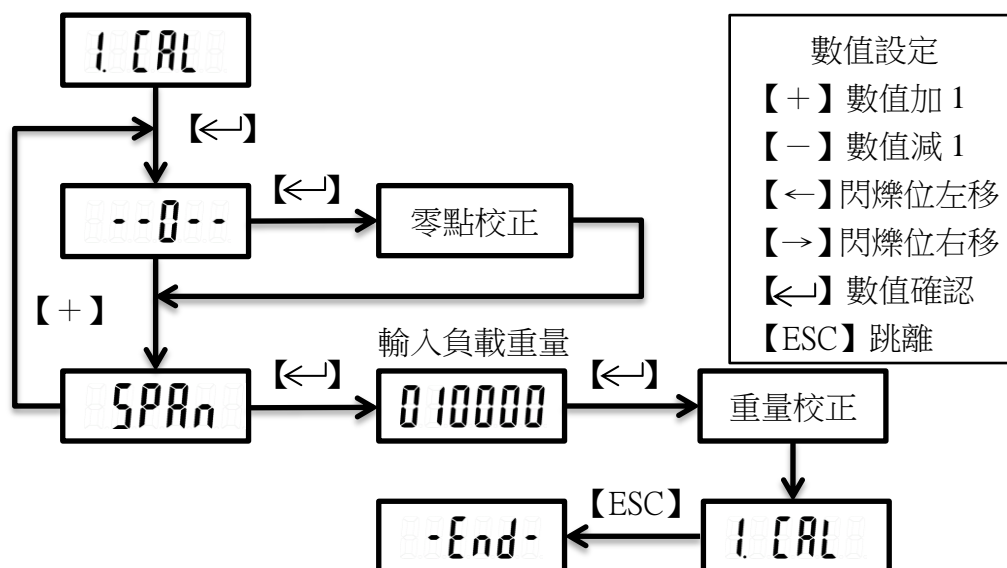 1. CAL
【←┘】
--0--
【←┘】
零點校正
【＋】
SPAn
【←┘】
輸入負載重量
010000
【←┘】
重量校正
1. CAL
【ESC】
-End-
數值設定
【＋】數值加 1
【－】數值減 1
【←】閃爍位左移
【→】閃爍位右移
【←┘】數值確認
【ESC】跳離